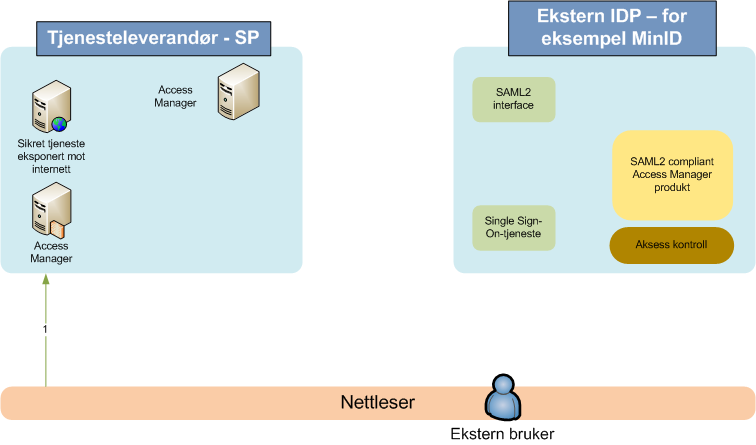 Tjenesteleverandør - SP
Access
Manager
Sikret tjeneste
eksponert mot
internett
Access
Manager
Ekstern IDP – for
eksempel MinID
SAML2
interface
SAML2 compliant
Access Manager
produkt
Single Sign-
On-tjeneste
Aksess kontroll
1
Nettleser
Ekstern bruker